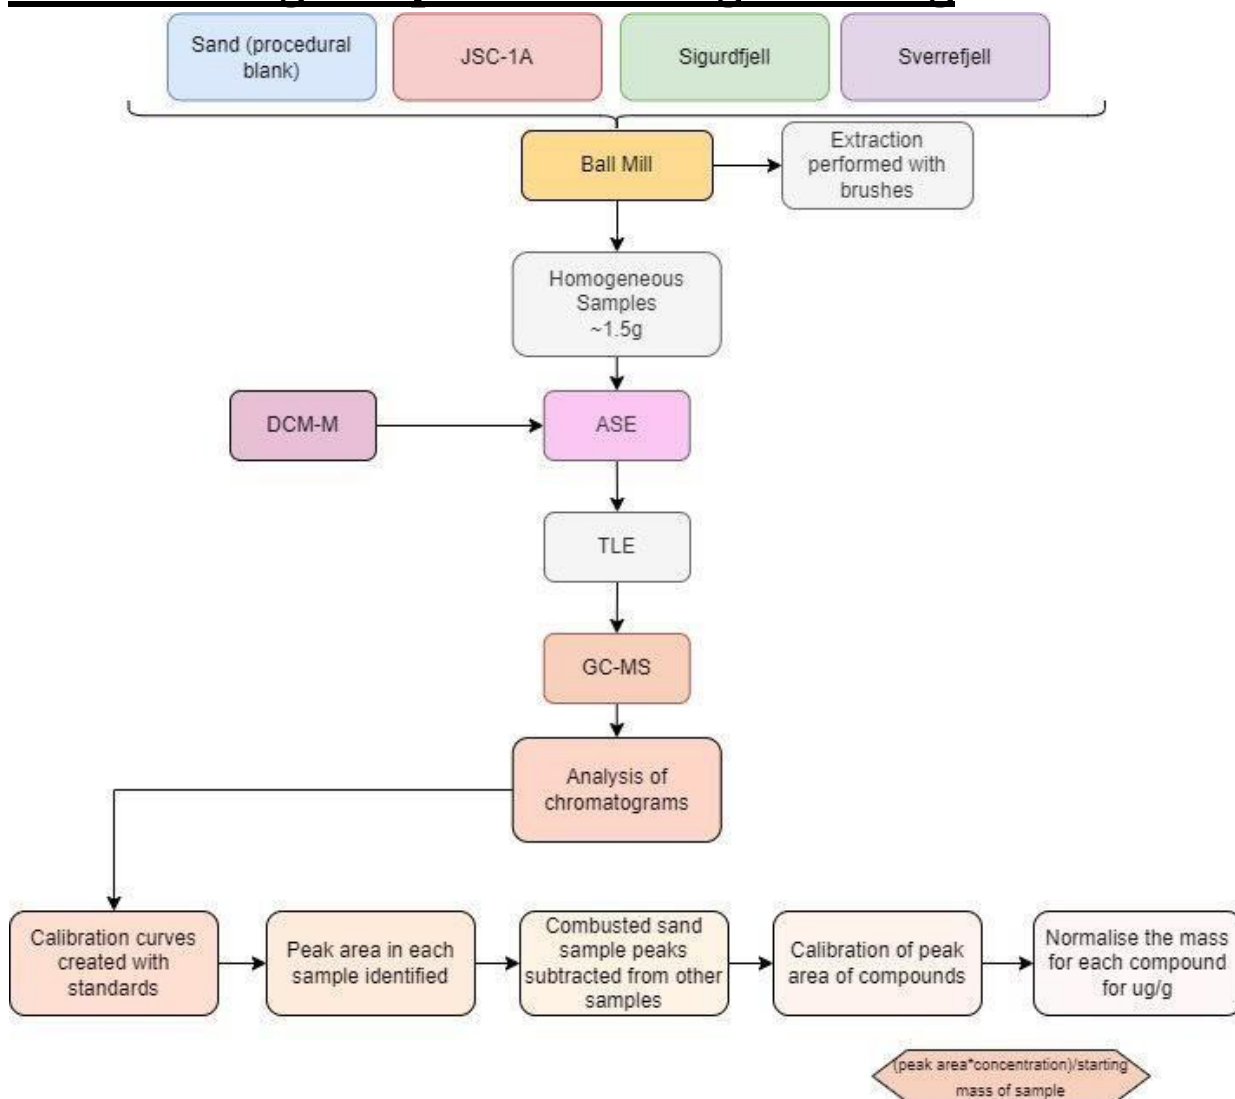 Sand (procedural
blank)
JSC-1A
Sigurdfjell
Sverrefjell
Ball Mill
Extraction
performed with
brushes
Homogeneous
Samples
~1.5g
DCM-M
ASE
TLE
GC-MS
Analysis of
chromatograms
Calibration curves
created with
standards
Peak area in each
sample identified
Combusted sand
sample peaks
subtracted from other
samples
Calibration of peak
area of compounds
Normalise the mass
for each compound
for ug/g
(peak area*concentration)/starting
mass of sample